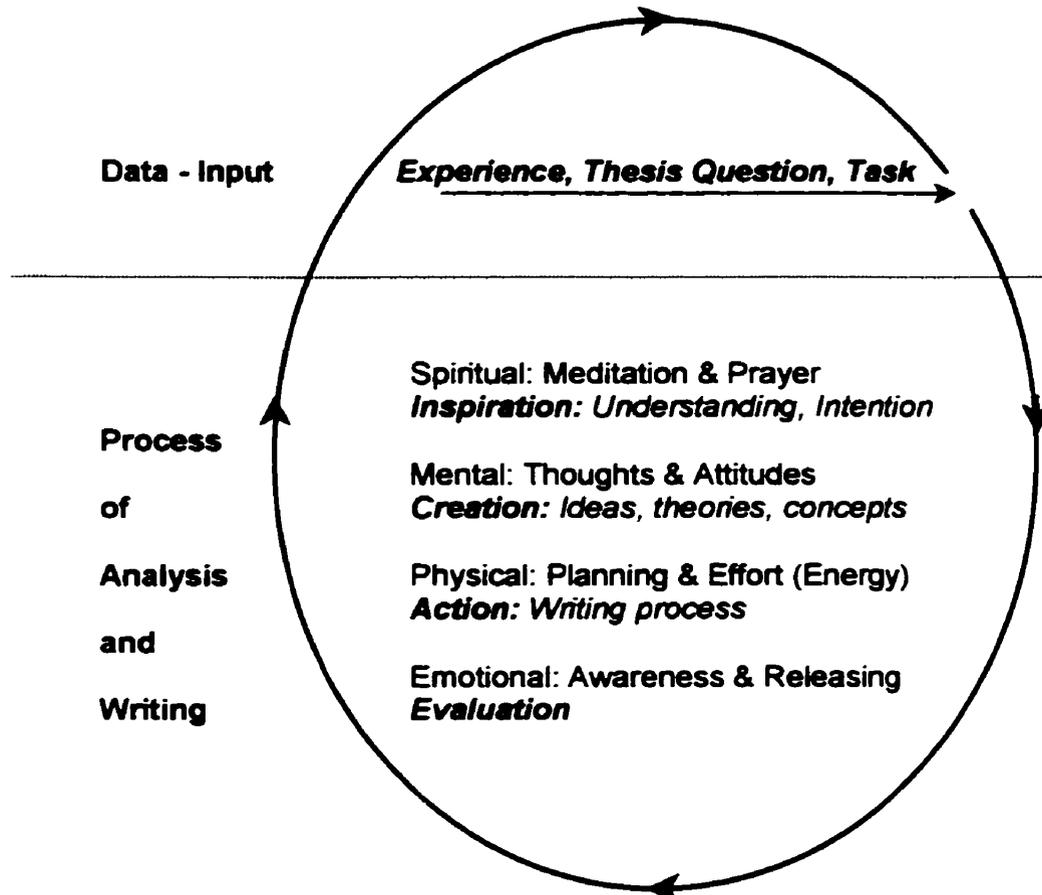 Data - Input
Experience, Thesis Question, Task
Spiritual: Meditation & Prayer
Inspiration: Understanding, Intention
Process
Mental: Thoughts & Attitudes
of
Creation: Ideas, theories, concepts
Analysis
Physical: Planning & Effort (Energy)
Action: Writing process
and
Emotional: Awareness & Releasing
Writing
Evaluation